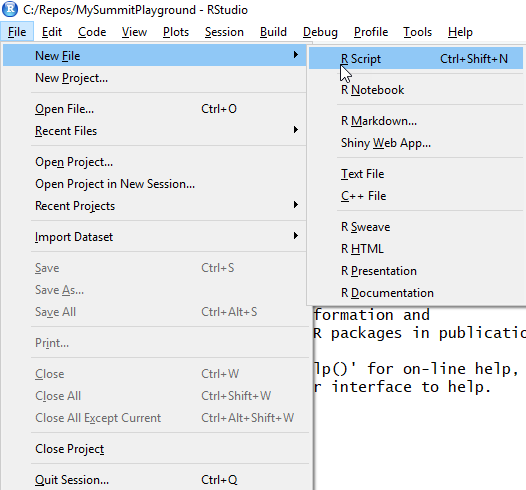 C:/Repos/MySummitPlayground - RStudio
File Edit Code View Plots Session Build Debug Profile Tools Help
New File
New Project...
Open File... Ctrl+O
Recent Files
Open Project...
Open Project in New Session...
Recent Projects
Import Dataset
Save Ctrl+S
Save As...
Save All Ctrl+Alt+S
Print...
Close Ctrl+W
Close All Ctrl+Shift+W
Close All Except Current Ctrl+Alt+Shift+W
Close Project
Quit Session... Ctrl+Q
R Script Ctrl+Shift+N
R Notebook
R Markdown...
Shiny Web App...
Text File
C++ File
R Sweave
R HTML
R Presentation
R Documentation
formation and
R packages in publicatio
lp()' for on-line help,
r interface to help.